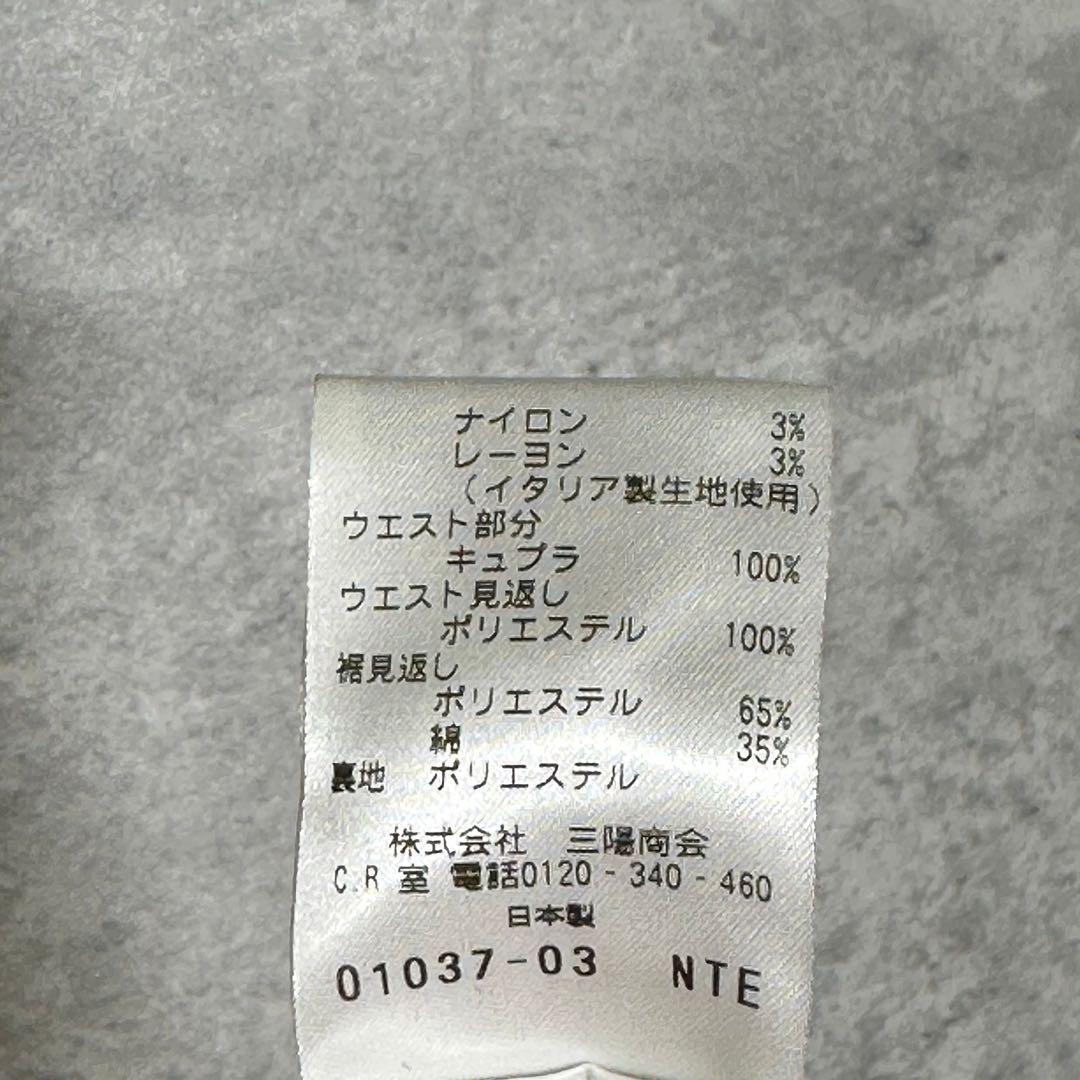 ナイロン 3%
レーヨン 3%
(イタリア製生地使用)
ウエスト部分
キュプラ 100%
ウエスト見返し
ポリエステル 100%
裾見返し
ポリエステル 65%
綿 35%
裏地 ポリエステル
株式会社 三陽商会
C.R 室 電話0120-340-460
日本製
01037-03 NTE